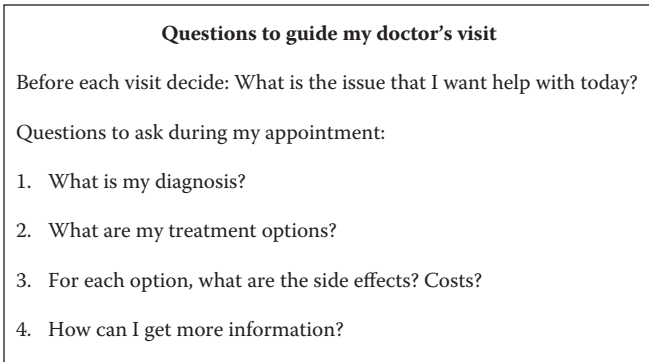 Questions to guide my doctor’s visit
Before each visit decide: What is the issue that I want help with today?
Questions to ask during my appointment:
1. What is my diagnosis?
2. What are my treatment options?
3. For each option, what are the side effects? Costs?
4. How can I get more information?